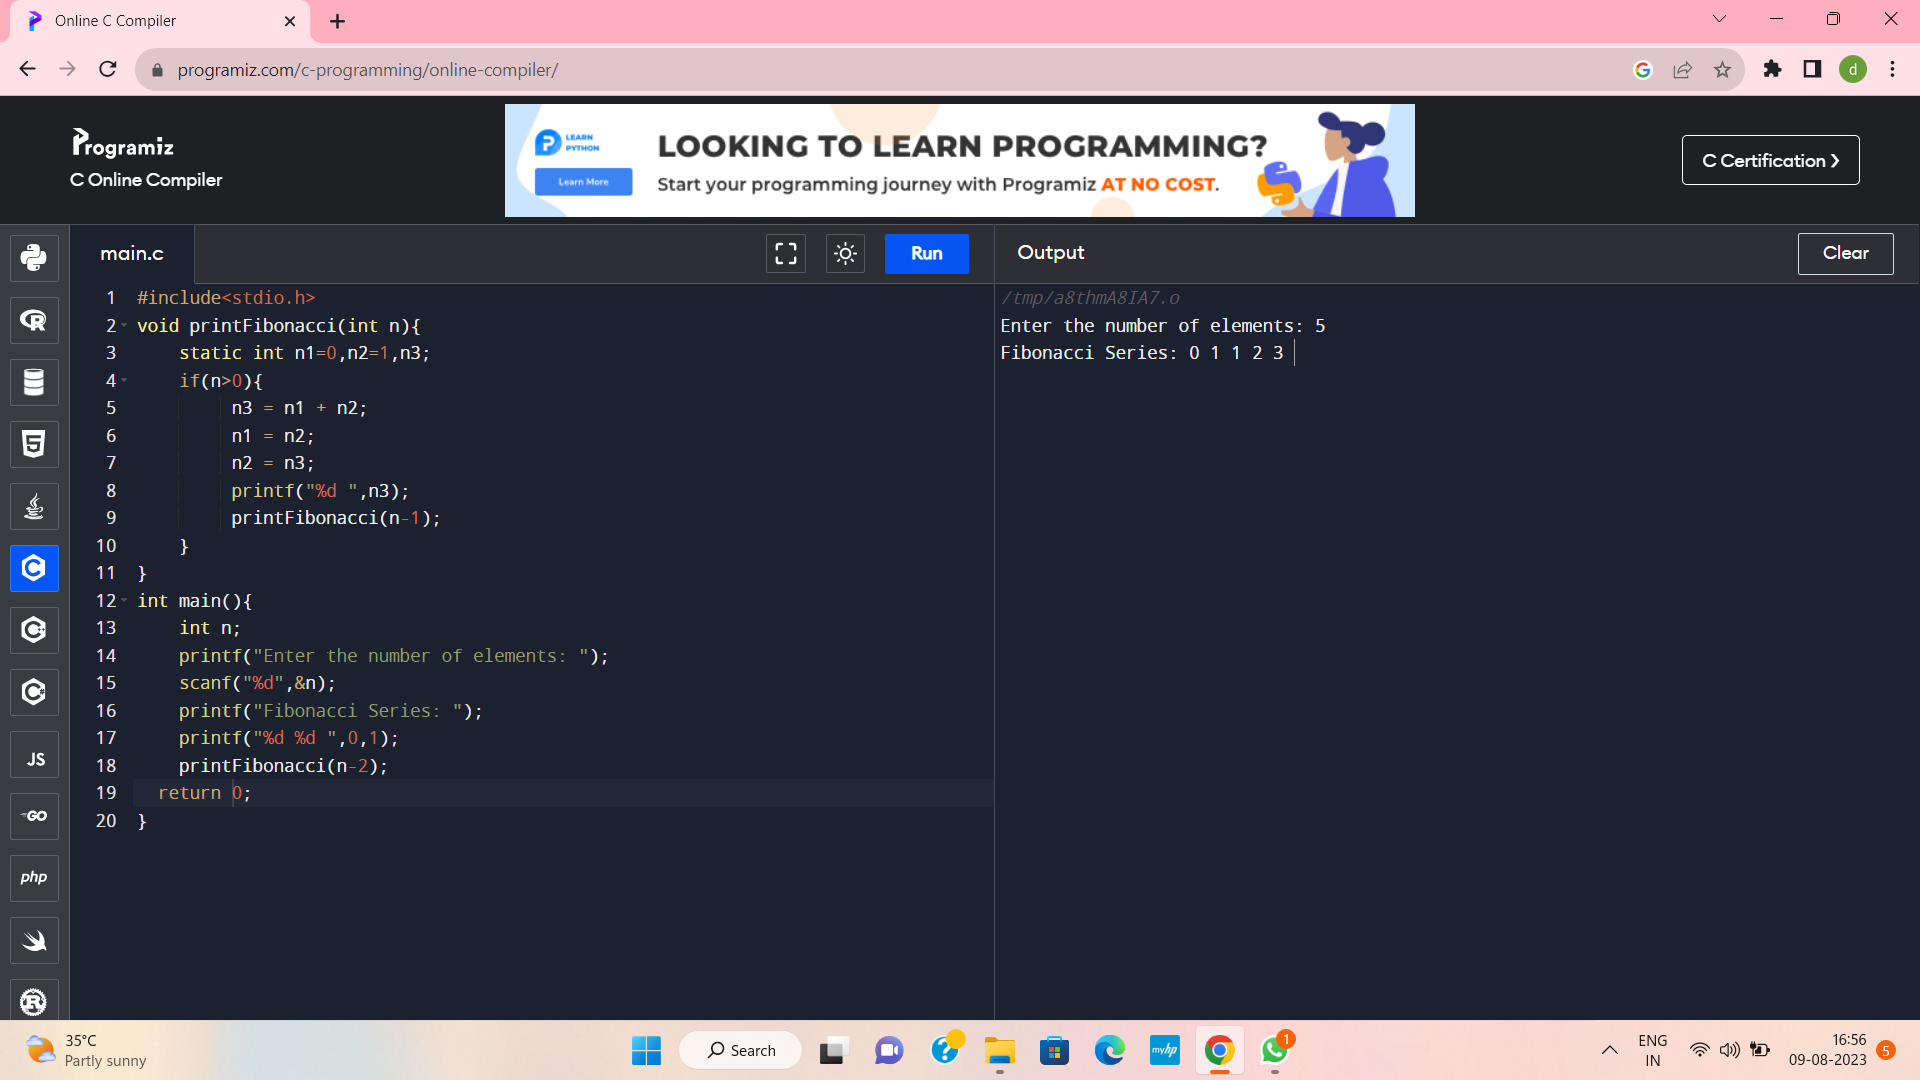 Online C Compiler
programiz.com/c-programming/online-compiler/
d
Programiz
C Online Compiler
LEARN
PYTHON
Learn More
LOOKING TO LEARN PROGRAMMING?
Start your programming journey with Programiz AT NO COST.
C Certification ❯
main.c
Run
Output
Clear
1 #include<stdio.h>
2 void printFibonacci(int n){
3 static int n1=0,n2=1,n3;
4 if(n>0){
5 n3 = n1 + n2;
6 n1 = n2;
7 n2 = n3;
8 printf("%d ",n3);
9 printFibonacci(n-1);
10 }
11 }
12 int main(){
13 int n;
14 printf("Enter the number of elements: ");
15 scanf("%d",&n);
16 printf("Fibonacci Series: ");
17 printf("%d %d ",0,1);
18 printFibonacci(n-2);
19 return 0;
20 }
/tmp/a8thmA8IA7.o
Enter the number of elements: 5
Fibonacci Series: 0 1 1 2 3
JS
GO
php
35°C
Partly sunny
Search
myhp
1
ENG
IN
16:56
09-08-2023
5